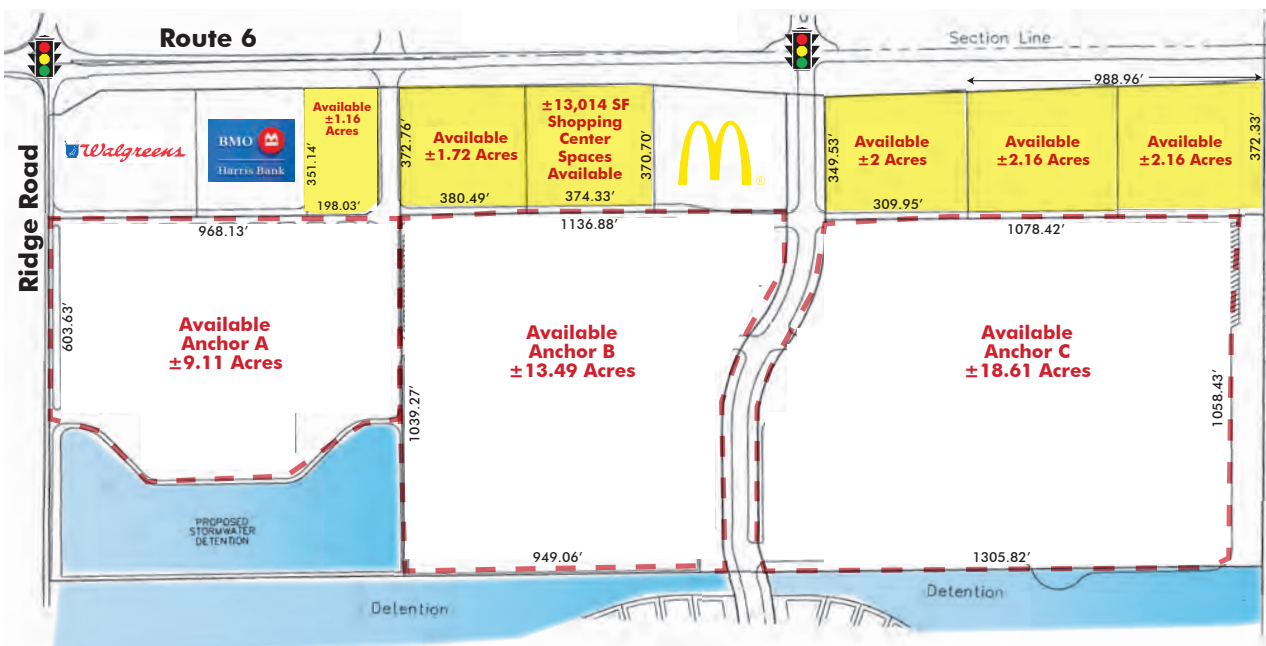 Route 6
Section Line
988.96’
Ridge Road
Walgreens
BMO
Harris Bank
Available
±1.16
Acres
351.14’
198.03’
372.76’
Available
±1.72 Acres
380.49’
±13,014 SF
Shopping
Center
Spaces
Available
374.33’
370.70’
®
349.53’
Available
±2 Acres
309.95’
Available
±2.16 Acres
Available
±2.16 Acres
372.33’
968.13’
1136.88’
1078.42’
603.63’
Available
Anchor A
±9.11 Acres
1039.27’
Available
Anchor B
±13.49 Acres
Available
Anchor C
±18.61 Acres
1058.43’
PROPOSED
STORMWATER
DETENTION
949.06’
1305.82’
Detention
Detention